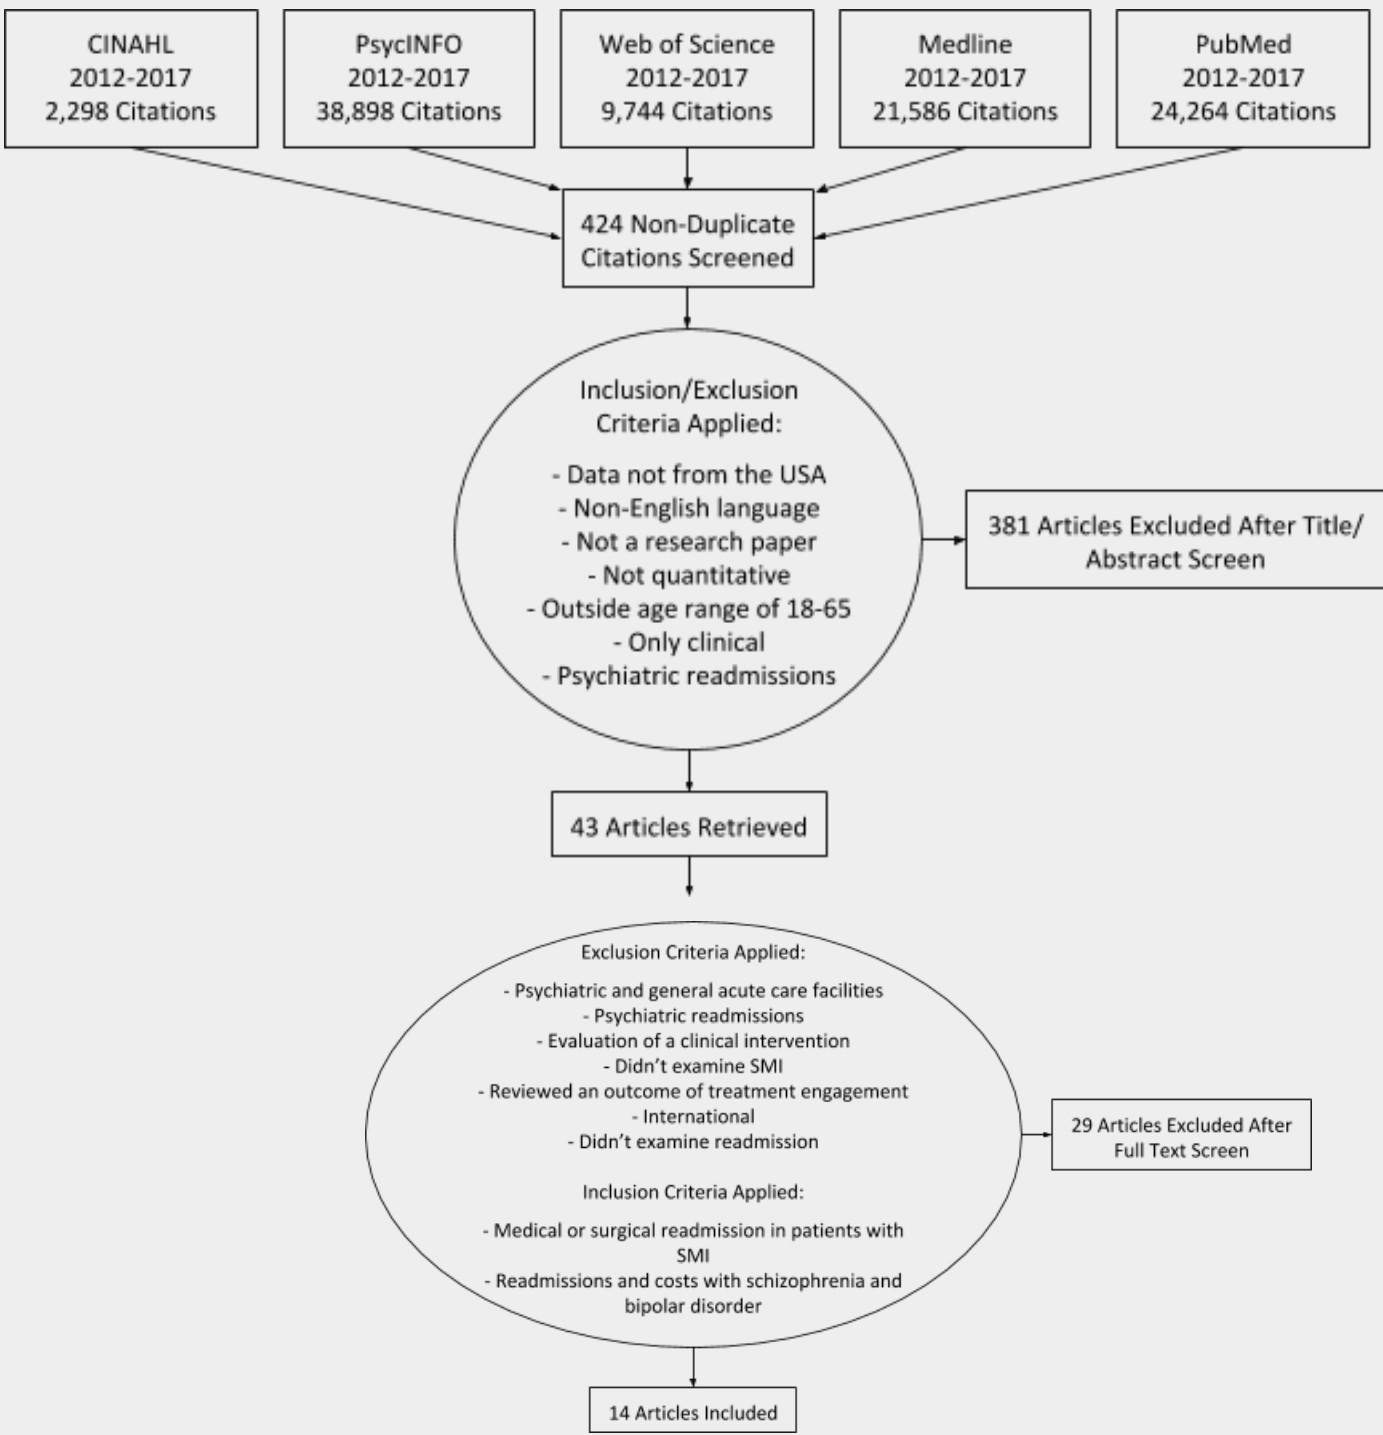 CINAHL
2012-2017
2,298 Citations
PsycINFO
2012-2017
38,898 Citations
Web of Science
2012-2017
9,744 Citations
Medline
2012-2017
21,586 Citations
PubMed
2012-2017
24,264 Citations
424 Non-Duplicate
Citations Screened
Inclusion/Exclusion
Criteria Applied:
- Data not from the USA
- Non-English language
- Not a research paper
- Not quantitative
- Outside age range of 18-65
- Only clinical
- Psychiatric readmissions
381 Articles Excluded After Title/
Abstract Screen
43 Articles Retrieved
Exclusion Criteria Applied:
- Psychiatric and general acute care facilities
- Psychiatric readmissions
- Evaluation of a clinical intervention
- Didn’t examine SMI
- Reviewed an outcome of treatment engagement
- International
- Didn’t examine readmission
Inclusion Criteria Applied:
- Medical or surgical readmission in patients with
SMI
- Readmissions and costs with schizophrenia and
bipolar disorder
29 Articles Excluded After
Full Text Screen
14 Articles Included